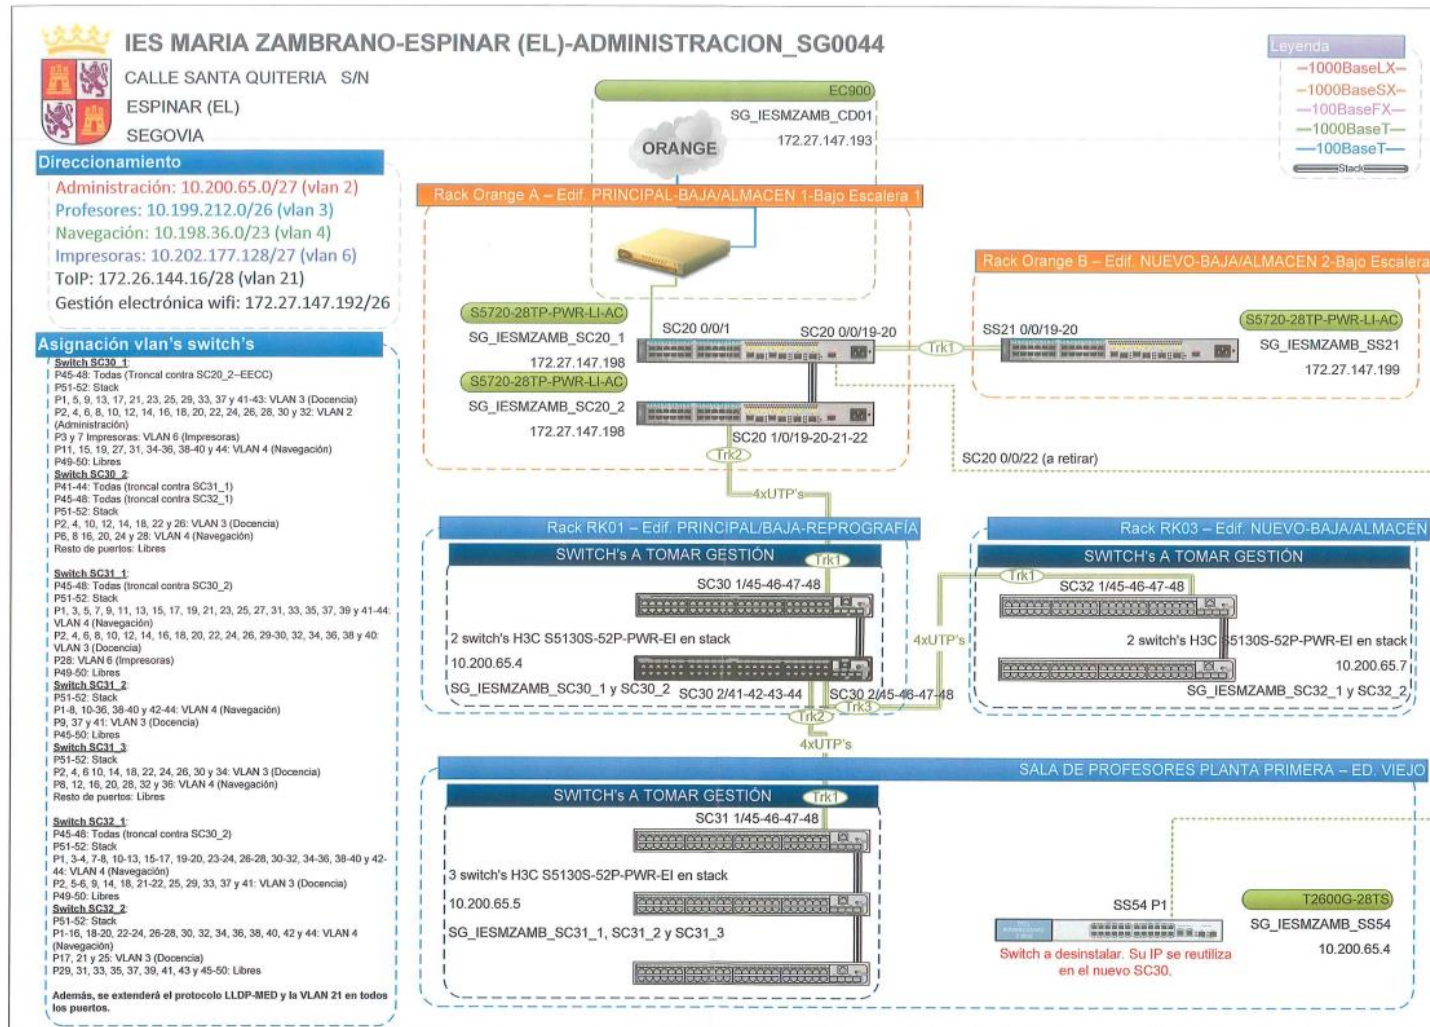 IES MARIA ZAMBRANO-ESPINAR (EL)-ADMINISTRACION_SG0044
CALLE SANTA QUITERIA S/N
ESPINAR (EL)
SEGOVIA
Direccionamiento
Administración: 10.200.65.0/27 (vlan 2)
Profesores: 10.199.212.0/26 (vlan 3)
Navegación: 10.198.36.0/23 (vlan 4)
Impresoras: 10.202.177.128/27 (vlan 6)
ToIP: 172.26.144.16/28 (vlan 21)
Gestión electrónica wifi: 172.27.147.192/26
Asignación vlan's switch's
Switch SC30_1:
P45-48: Todas (Troncal contra SC20_2--EECC)
P51-52: Stack
P1, 5, 9, 13, 17, 21, 23, 25, 29, 33, 37 y 41-43: VLAN 3 (Docencia)
P2, 4, 6, 8, 10, 12, 14, 16, 18, 20, 22, 24, 26, 28, 30 y 32: VLAN 2
(Administración)
P3 y 7 Impresoras: VLAN 6 (Impresoras)
P11, 15, 19, 27, 31, 34-36, 38-40 y 44: VLAN 4 (Navegación)
P49-50: Libres
Switch SC30_2:
P41-44: Todas (troncal contra SC31_1)
P45-48: Todas (troncal contra SC32_1)
P51-52: Stack
P2, 4, 10, 12, 14, 18, 22 y 26: VLAN 3 (Docencia)
P6, 8 16, 20, 24 y 28: VLAN 4 (Navegación)
Resto de puertos: Libres
Switch SC31_1:
P45-48: Todas (troncal contra SC30_2)
P51-52: Stack
P1, 3, 5, 7, 9, 11, 13, 15, 17, 19, 21, 23, 25, 27, 31, 33, 35, 37, 39 y 41-44:
VLAN 4 (Navegación)
P2, 4, 6, 8, 10, 12, 14, 16, 18, 20, 22, 24, 26, 29-30, 32, 34, 36, 38 y 40:
VLAN 3 (Docencia)
P28: VLAN 6 (Impresoras)
P49-50: Libres
Switch SC31_2:
P51-52: Stack
P1-8, 10-36, 38-40 y 42-44: VLAN 4 (Navegación)
P9, 37 y 41: VLAN 3 (Docencia)
P45-50: Libres
Switch SC31_3:
P51-52: Stack
P2, 4, 6 10, 14, 18, 22, 24, 26, 30 y 34: VLAN 3 (Docencia)
P8, 12, 16, 20, 28, 32 y 36: VLAN 4 (Navegación)
Resto de puertos: Libres
Switch SC32_1:
P45-48: Todas (troncal contra SC30_2)
P51-52: Stack
P1, 3-4, 7-8, 10-13, 15-17, 19-20, 23-24, 26-28, 30-32, 34-36, 38-40 y 42-
44: VLAN 4 (Navegación)
P2, 5-6, 9, 14, 18, 21-22, 25, 29, 33, 37 y 41: VLAN 3 (Docencia)
P49-50: Libres
Switch SC32_2:
P51-52: Stack
P1-16, 18-20, 22-24, 26-28, 30, 32, 34, 36, 38, 40, 42 y 44: VLAN 4
(Navegación)
P17, 21 y 25: VLAN 3 (Docencia)
P29, 31, 33, 35, 37, 39, 41, 43 y 45-50: Libres
Además, se extenderá el protocolo LLDP-MED y la VLAN 21 en todos
los puertos.
Leyenda
1000BaseLX
1000BaseSX
100BaseFX
1000BaseT
100BaseT
Stack
EC900
SG_IESMZAMB_CD01
172.27.147.193
ORANGE
Rack Orange A – Edif. PRINCIPAL-BAJA/ALMACEN 1-Bajo Escalera 1
S5720-28TP-PWR-LI-AC
SG_IESMZAMB_SC20_1
172.27.147.198
SC20 0/0/1
SC20 0/0/19-20
S5720-28TP-PWR-LI-AC
SG_IESMZAMB_SC20_2
172.27.147.198
SC20 1/0/19-20-21-22
Trk1
Trk2
Rack Orange B – Edif. NUEVO-BAJA/ALMACEN 2-Bajo Escalera
SS21 0/0/19-20
S5720-28TP-PWR-LI-AC
SG_IESMZAMB_SS21
172.27.147.199
SC20 0/0/22 (a retirar)
4xUTP's
Rack RK01 – Edif. PRINCIPAL/BAJA-REPROGRAFÍA
SWITCH's A TOMAR GESTIÓN
Trk1
SC30 1/45-46-47-48
2 switch's H3C S5130S-52P-PWR-EI en stack
10.200.65.4
SG_IESMZAMB_SC30_1 y SC30_2
SC30 2/41-42-43-44
SC30 2/45-46-47-48
Trk2
Trk3
4xUTP's
4xUTP's
Rack RK03 – Edif. NUEVO-BAJA/ALMACÉN
SWITCH's A TOMAR GESTIÓN
Trk1
SC32 1/45-46-47-48
2 switch's H3C S5130S-52P-PWR-EI en stack
10.200.65.7
SG_IESMZAMB_SC32_1 y SC32_2
SALA DE PROFESORES PLANTA PRIMERA – ED. VIEJO
SWITCH's A TOMAR GESTIÓN
Trk1
SC31 1/45-46-47-48
3 switch's H3C S5130S-52P-PWR-EI en stack
10.200.65.5
SG_IESMZAMB_SC31_1, SC31_2 y SC31_3
SS54 P1
T2600G-28TS
SG_IESMZAMB_SS54
10.200.65.4
Switch a desinstalar. Su IP se reutiliza
en el nuevo SC30.